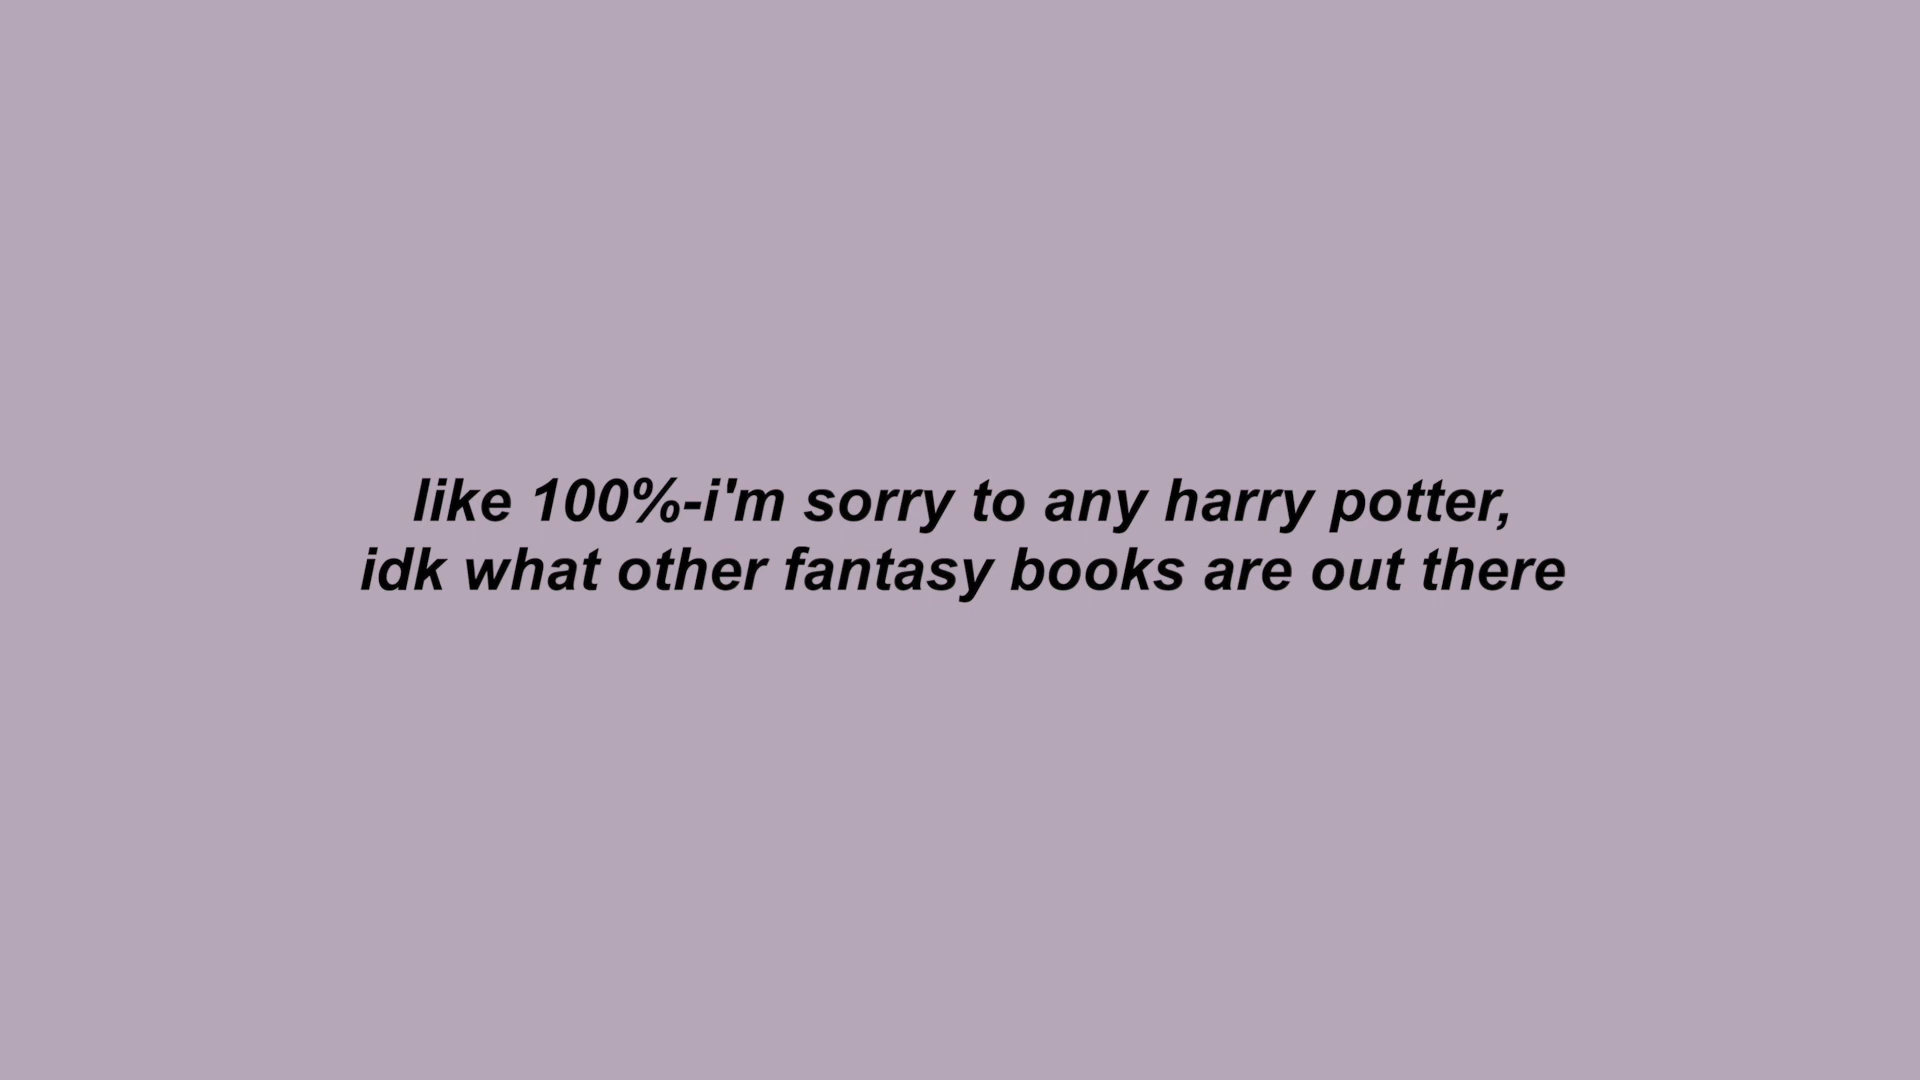 like 100%-i'm sorry to any harry potter,
idk what other fantasy books are out there